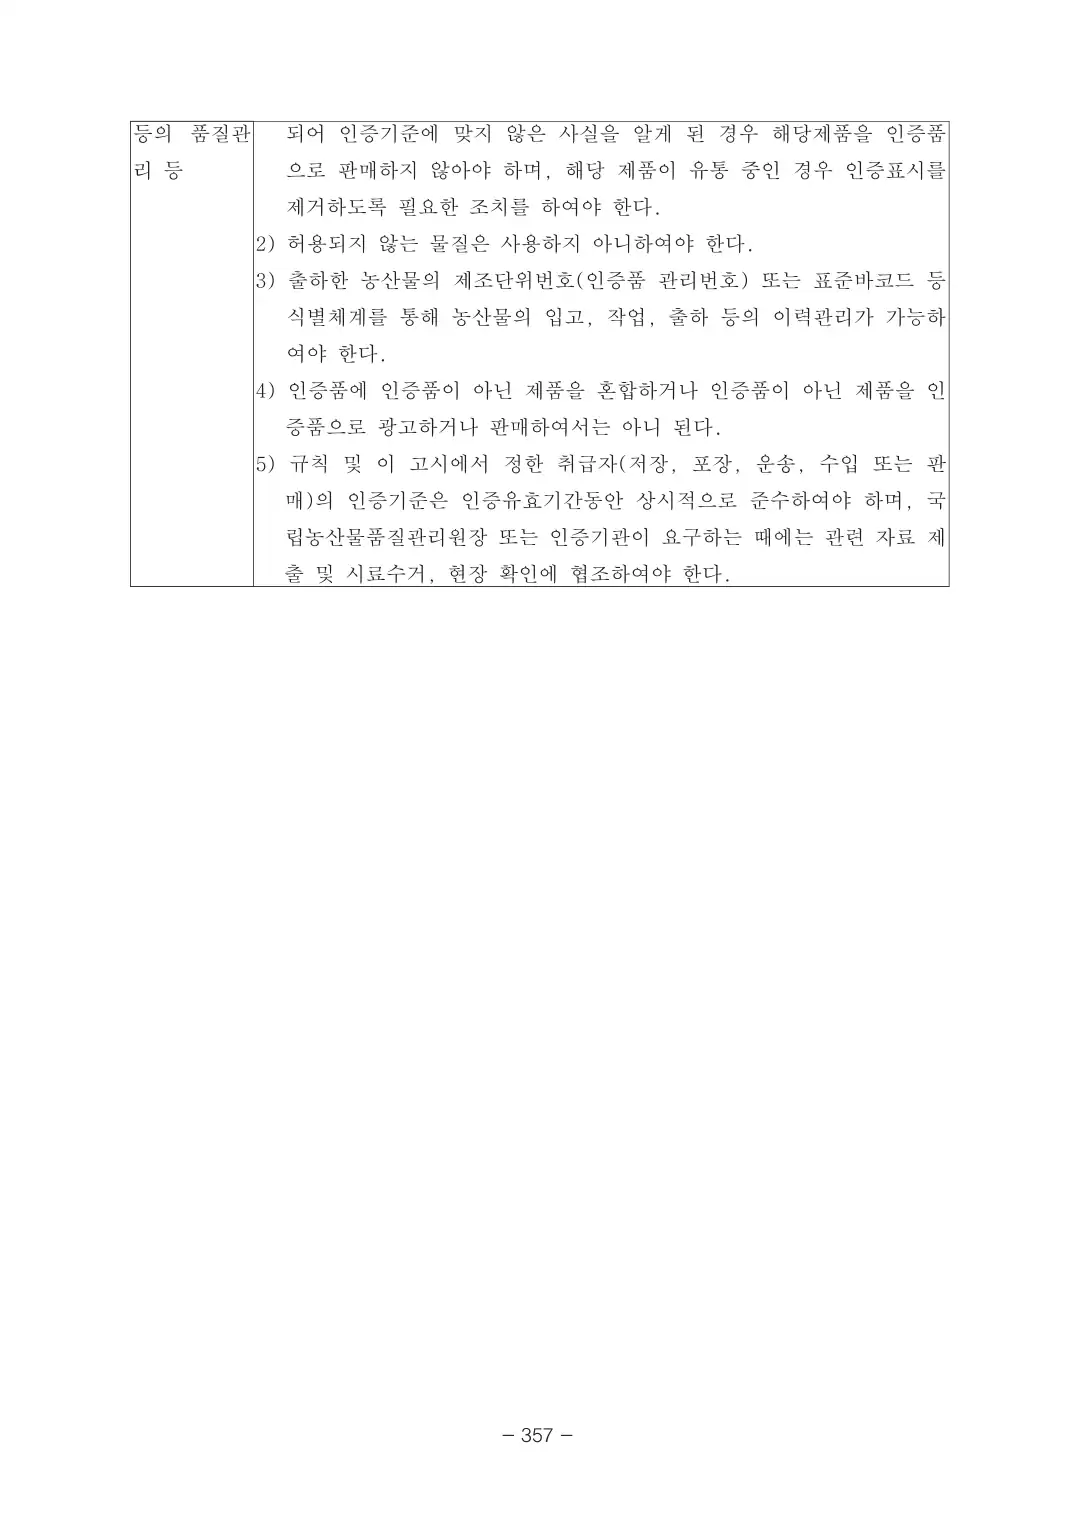 등의 품질관
리 등
되어 인증기준에 맞지 않은 사실을 알게 된 경우 해당제품을 인증품
으로 판매하지 않아야 하며, 해당 제품이 유통 중인 경우 인증표시를
제거하도록 필요한 조치를 하여야 한다.
2) 허용되지 않는 물질은 사용하지 아니하여야 한다.
3) 출하한 농산물의 제조단위번호(인증품 관리번호) 또는 표준바코드 등
식별체계를 통해 농산물의 입고, 작업, 출하 등의 이력관리가 가능하
여야 한다.
4) 인증품에 인증품이 아닌 제품을 혼합하거나 인증품이 아닌 제품을 인
증품으로 광고하거나 판매하여서는 아니 된다.
5) 규칙 및 이 고시에서 정한 취급자(저장, 포장, 운송, 수입 또는 판
매)의 인증기준은 인증유효기간동안 상시적으로 준수하여야 하며, 국
립농산물품질관리원장 또는 인증기관이 요구하는 때에는 관련 자료 제
출 및 시료수거, 현장 확인에 협조하여야 한다.
- 357 -